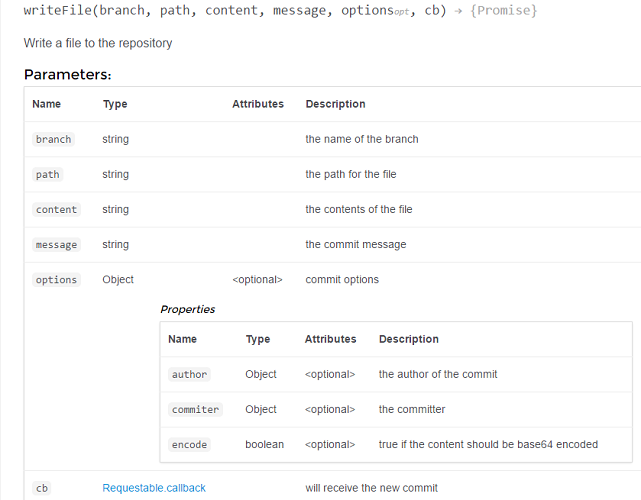 writeFile(branch, path, content, message, optionsopt, cb) → {Promise}
Write a file to the repository
Parameters:
Name Type Attributes Description
branch string the name of the branch
path string the path for the file
content string the contents of the file
message string the commit message
options Object <optional> commit options
Properties
Name Type Attributes Description
author Object <optional> the author of the commit
commiter Object <optional> the committer
encode boolean <optional> true if the content should be base64 encoded
cb Requestable.callback will receive the new commit